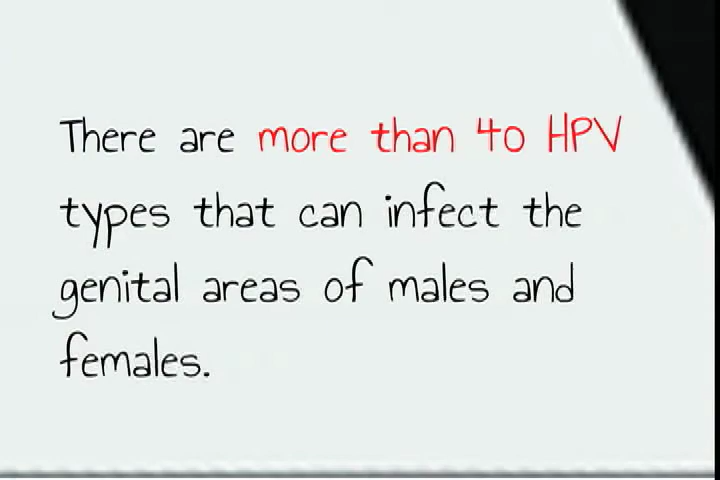 There are more than 40 HPV
types that can infect the
genital areas of males and
females.